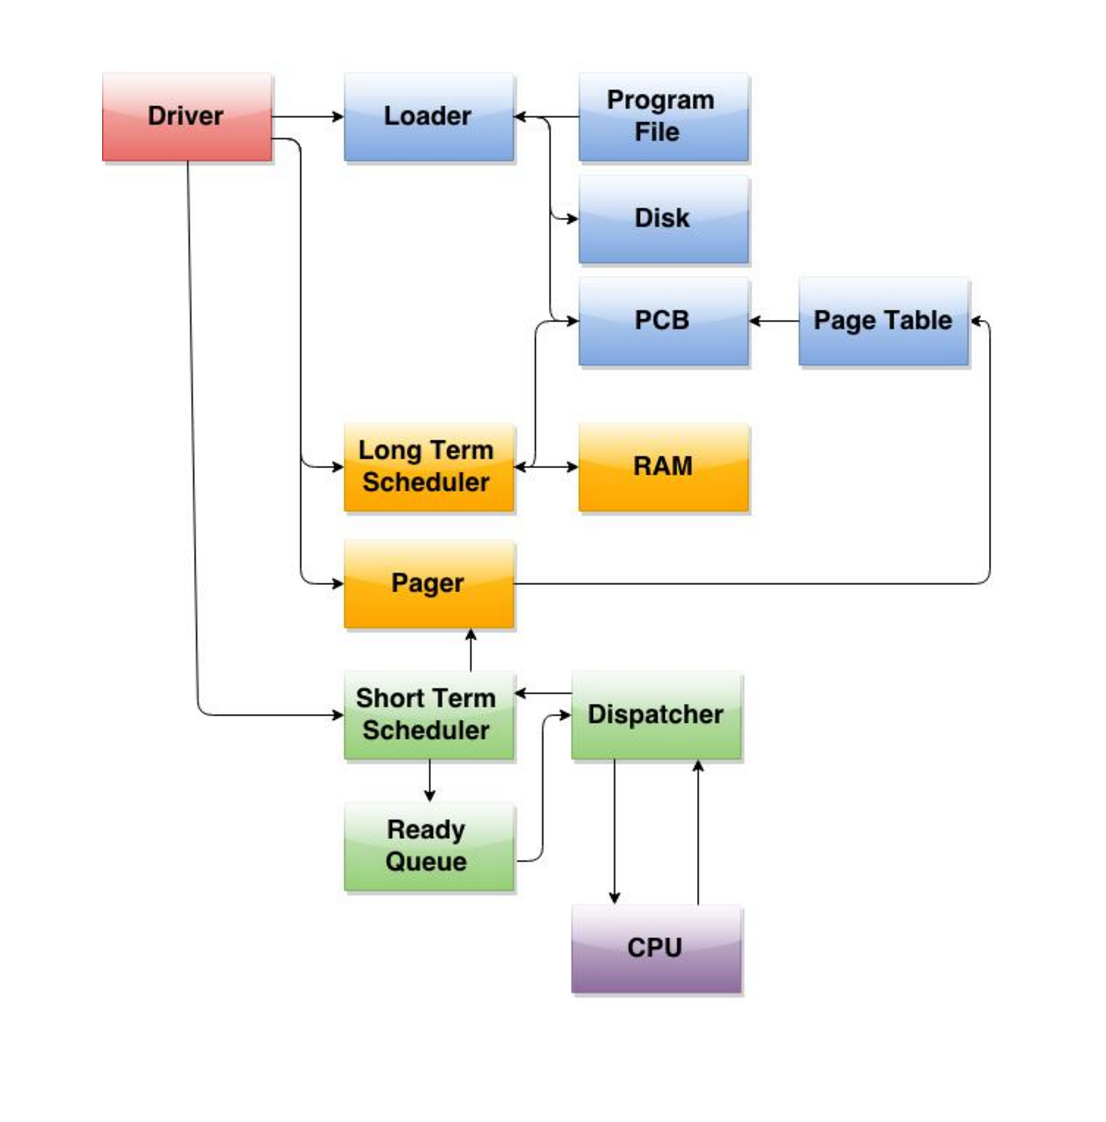 Driver
Loader
Program
File
Disk
PCB
Page Table
Long Term
Scheduler
RAM
Pager
Short Term
Scheduler
Dispatcher
Ready
Queue
CPU